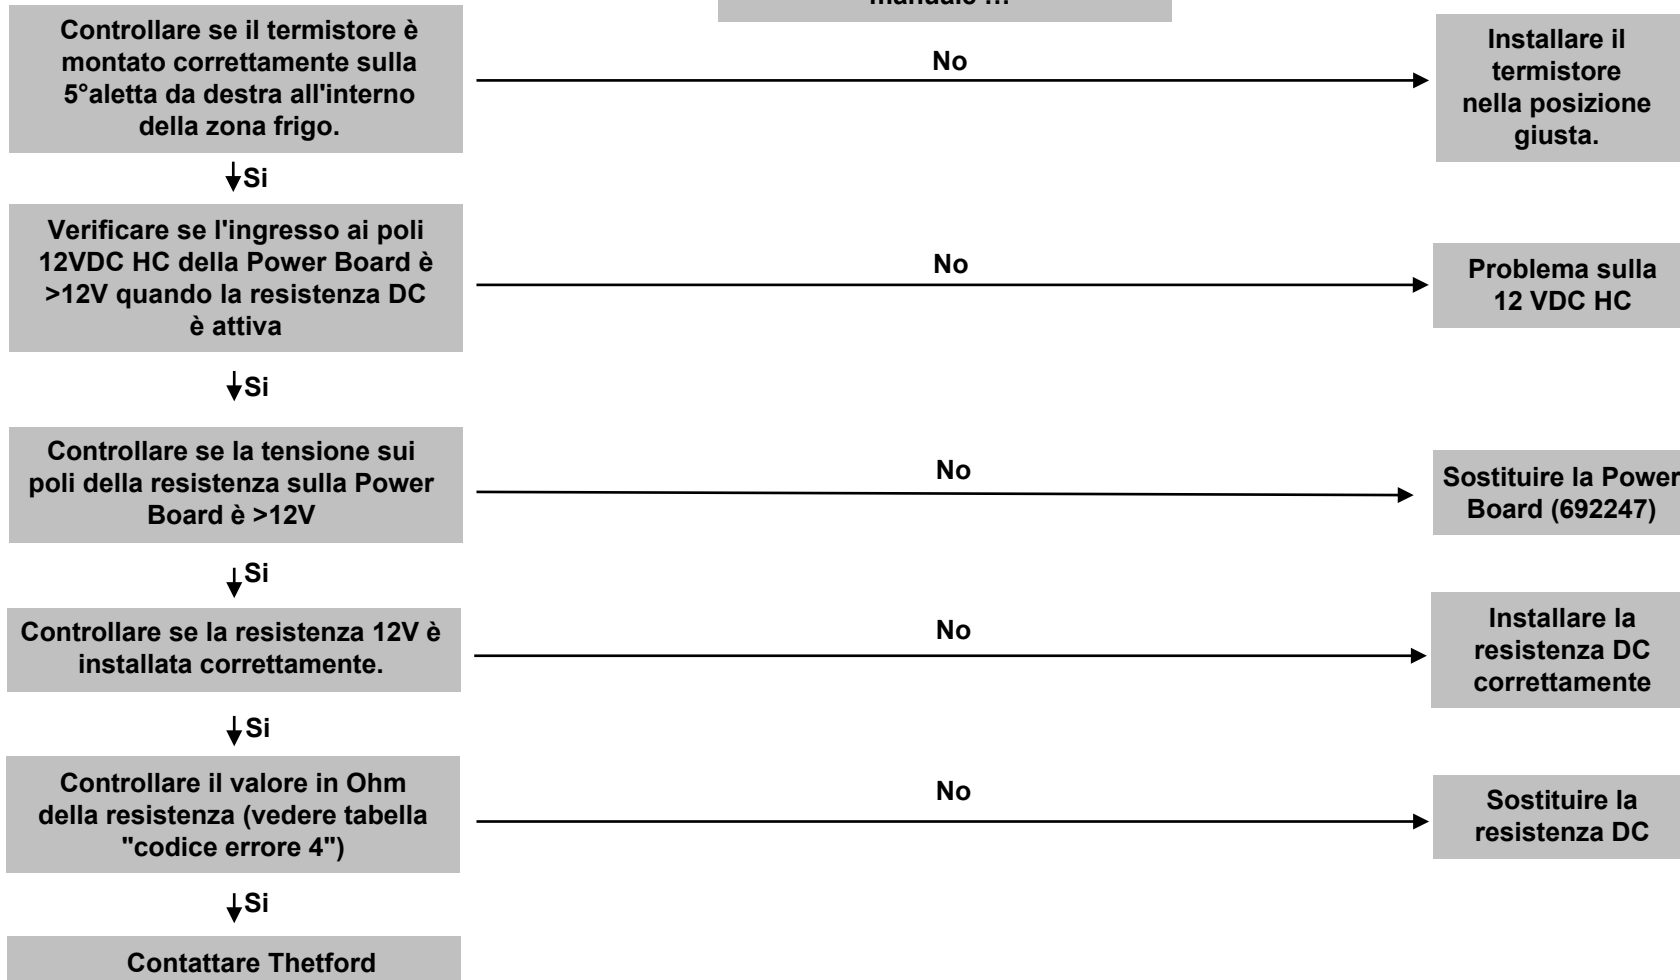 manuale ...
Controllare se il termistore è
montato correttamente sulla
5°aletta da destra all'interno
della zona frigo.
No
Installare il
termistore
nella posizione
giusta.
Si
Verificare se l'ingresso ai poli
12VDC HC della Power Board è
>12V quando la resistenza DC
è attiva
No
Problema sulla
12 VDC HC
Si
Controllare se la tensione sui
poli della resistenza sulla Power
Board è >12V
No
Sostituire la Power
Board (692247)
Si
Controllare se la resistenza 12V è
installata correttamente.
No
Installare la
resistenza DC
correttamente
Si
Controllare il valore in Ohm
della resistenza (vedere tabella
"codice errore 4")
No
Sostituire la
resistenza DC
Si
Contattare Thetford